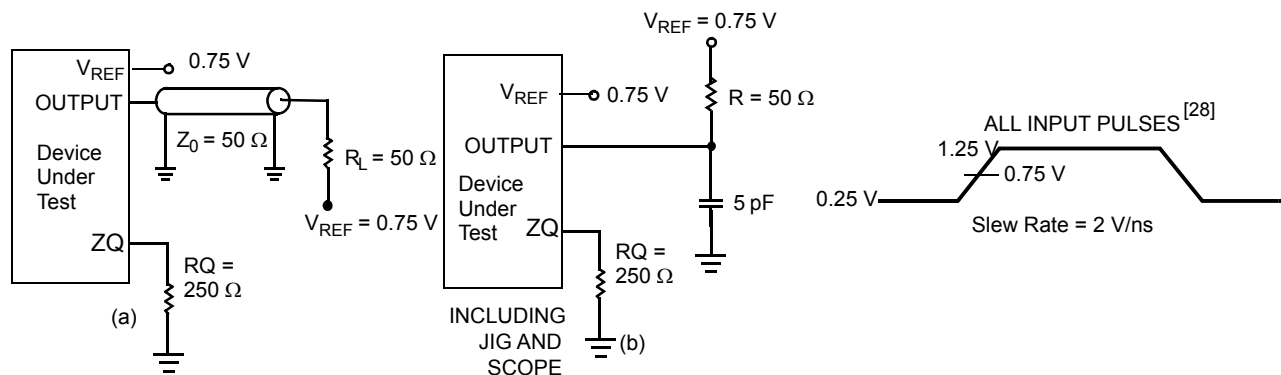 V_REF 0.75 V
OUTPUT
Z_0 = 50 Ω
Device
Under
Test
R_L = 50 Ω
V_REF = 0.75 V
ZQ
RQ =
250 Ω
(a)
V_REF = 0.75 V
R = 50 Ω
V_REF 0.75 V
OUTPUT
Device
Under
Test
5 pF
ZQ
RQ =
250 Ω
INCLUDING
JIG AND
SCOPE
(b)
ALL INPUT PULSES [28]
1.25 V
0.75 V
0.25 V
Slew Rate = 2 V/ns